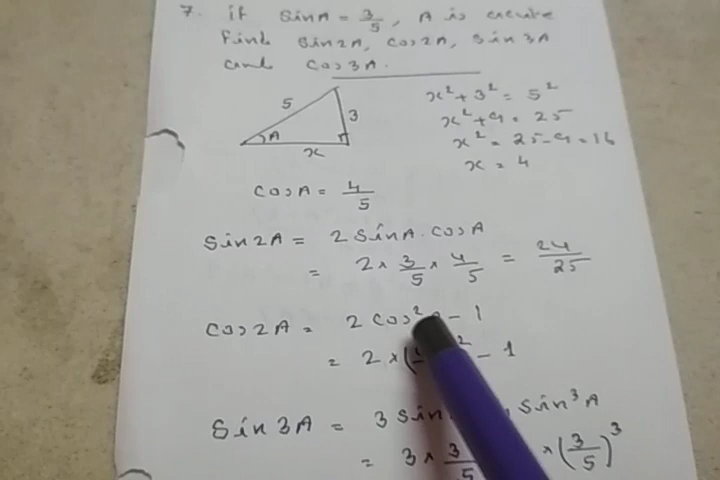 7. if sinA = 3/5, A is acute
Find sin2A, cos2A, sin3A
and cos3A.
5
3
A
x
x² + 3² = 5²
x² + 9 = 25
x² = 25 - 9 = 16
x = 4
cosA = 4/5
sin2A = 2 sinA . cosA
= 2 × 3/5 × 4/5 = 24/25
cos2A = 2 cos² - 1
= 2 × ( ² - 1
sin3A = 3 sin sin³A
= 3 × 3/5 × (3/5)³